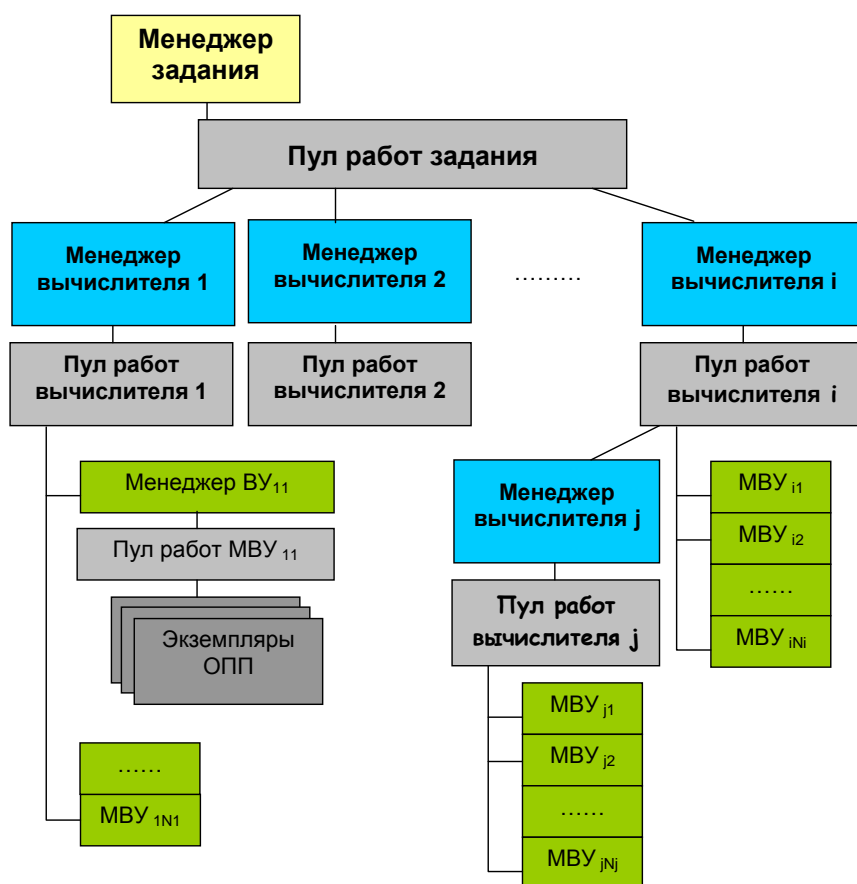 Менеджер
задания
Пул работ задания
Менеджер
вычислителя 1
Менеджер
вычислителя 2
………
Менеджер
вычислителя i
Пул работ
вычислителя 1
Пул работ
вычислителя 2
Пул работ
вычислителя i
Менеджер ВУ11
Пул работ МВУ 11
Экземпляры
ОПП
……
МВУ 1N1
Менеджер
вычислителя j
Пул работ
вычислителя j
МВУ j1
МВУ j2
……
МВУ jNj
МВУ i1
МВУ i2
……
МВУ iNi